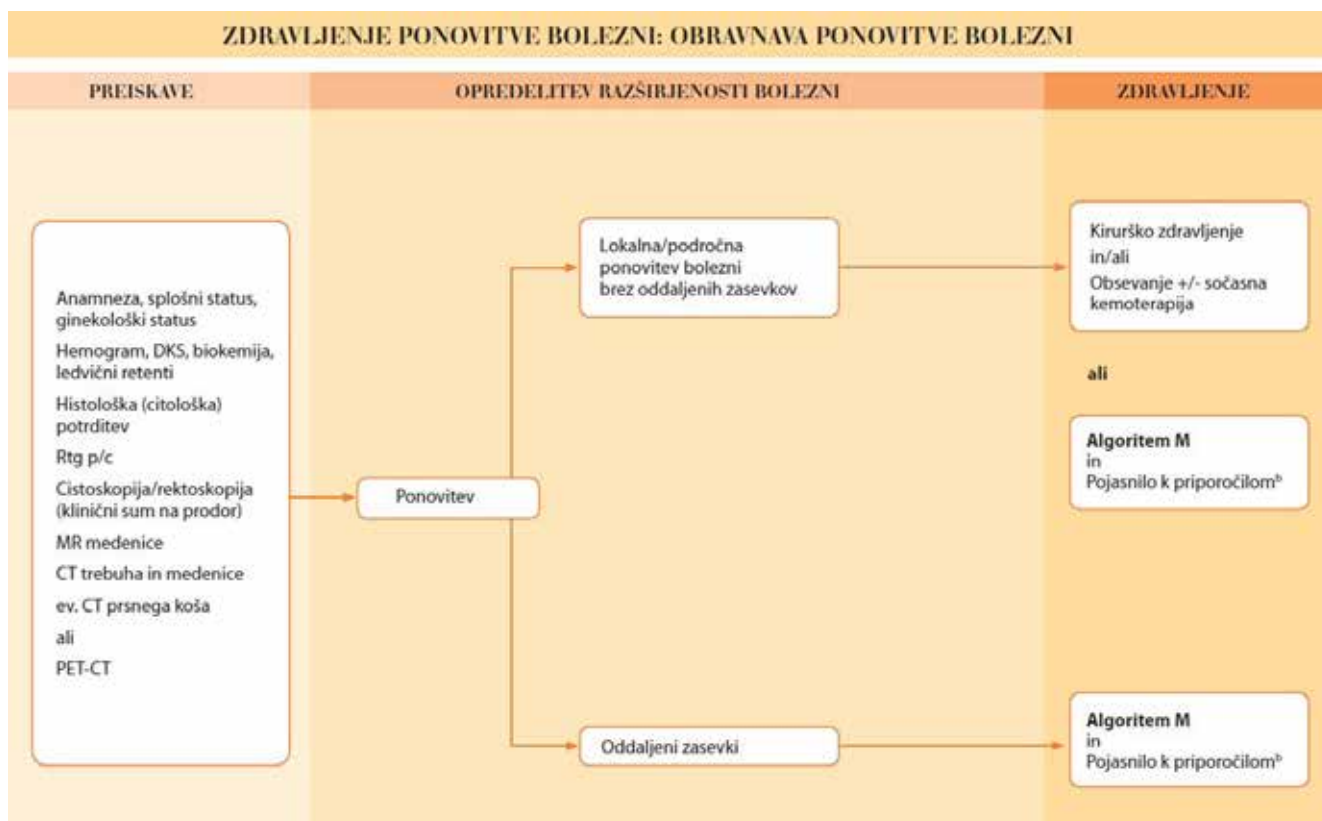 ZDRAVLJENJE PONOVITVE BOLEZNI: OBRAVNAVA PONOVITVE BOLEZNI
PREISKAVE
OPREDELITEV RAZŠIRJENOSTI BOLEZNI
ZDRAVLJENJE
Anamneza, splošni status,
ginekološki status
Hemogram, DKS, biokemija,
ledvični retenti
Histološka (citološka)
potrditev
Rtg p/c
Cistoskopija/rektoskopija
(klinični sum na prodor)
MR medenice
CT trebuha in medenice
ev. CT prsnega koša
ali
PET-CT
Ponovitev
Lokalna/področna
ponovitev bolezni
brez oddaljenih zasevkov
Oddaljeni zasevki
Kirurško zdravljenje
in/ali
Obsevanje +/- sočasna
kemoterapija
ali
Algoritem M
in
Pojasnilo k priporočilomᵇ
Algoritem M
in
Pojasnilo k priporočilomᵇ